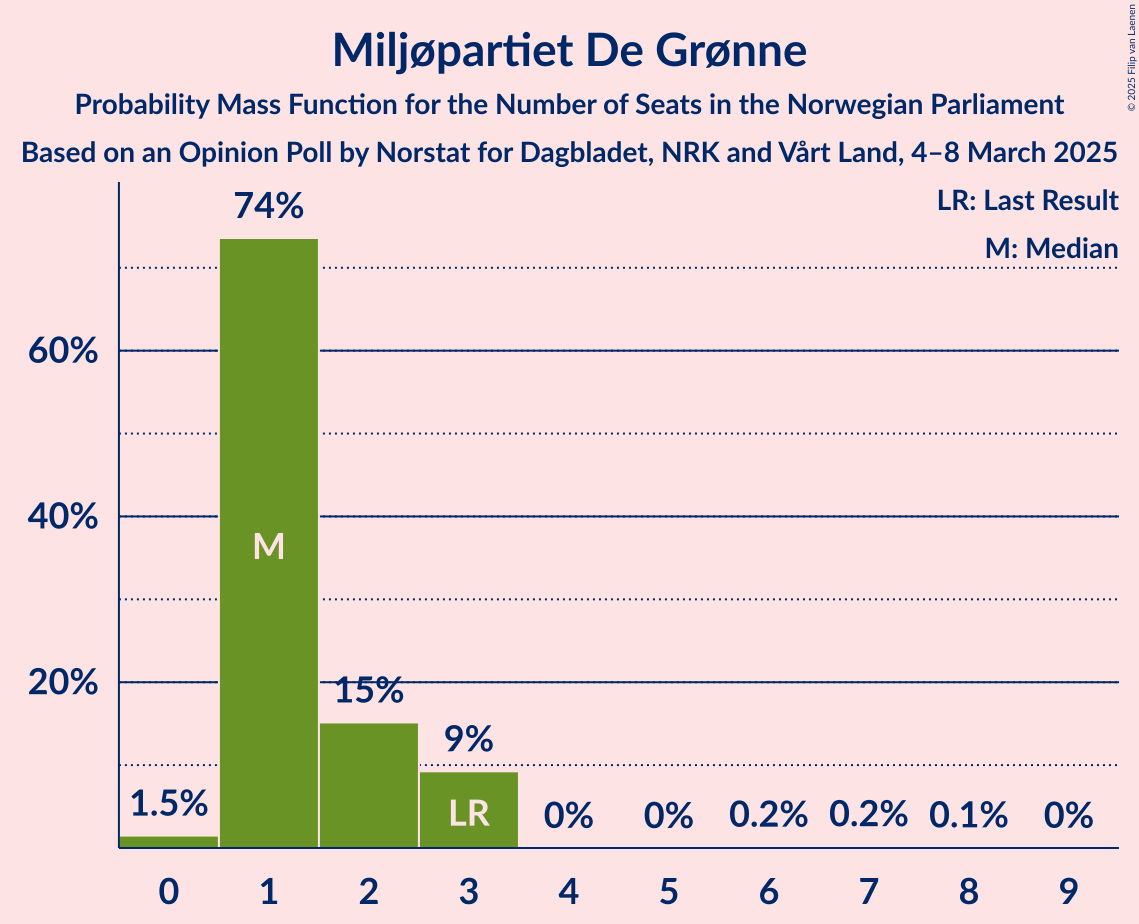 Miljøpartiet De Grønne
Probability Mass Function for the Number of Seats in the Norwegian Parliament
Based on an Opinion Poll by Norstat for Dagbladet, NRK and Vårt Land, 4–8 March 2025
© 2025 Filip van Laenen
LR: Last Result
M: Median
60%
40%
20%
74%
M
15%
9%
LR
1.5%
0%
0%
0.2%
0.2%
0.1%
0%
0 1 2 3 4 5 6 7 8 9